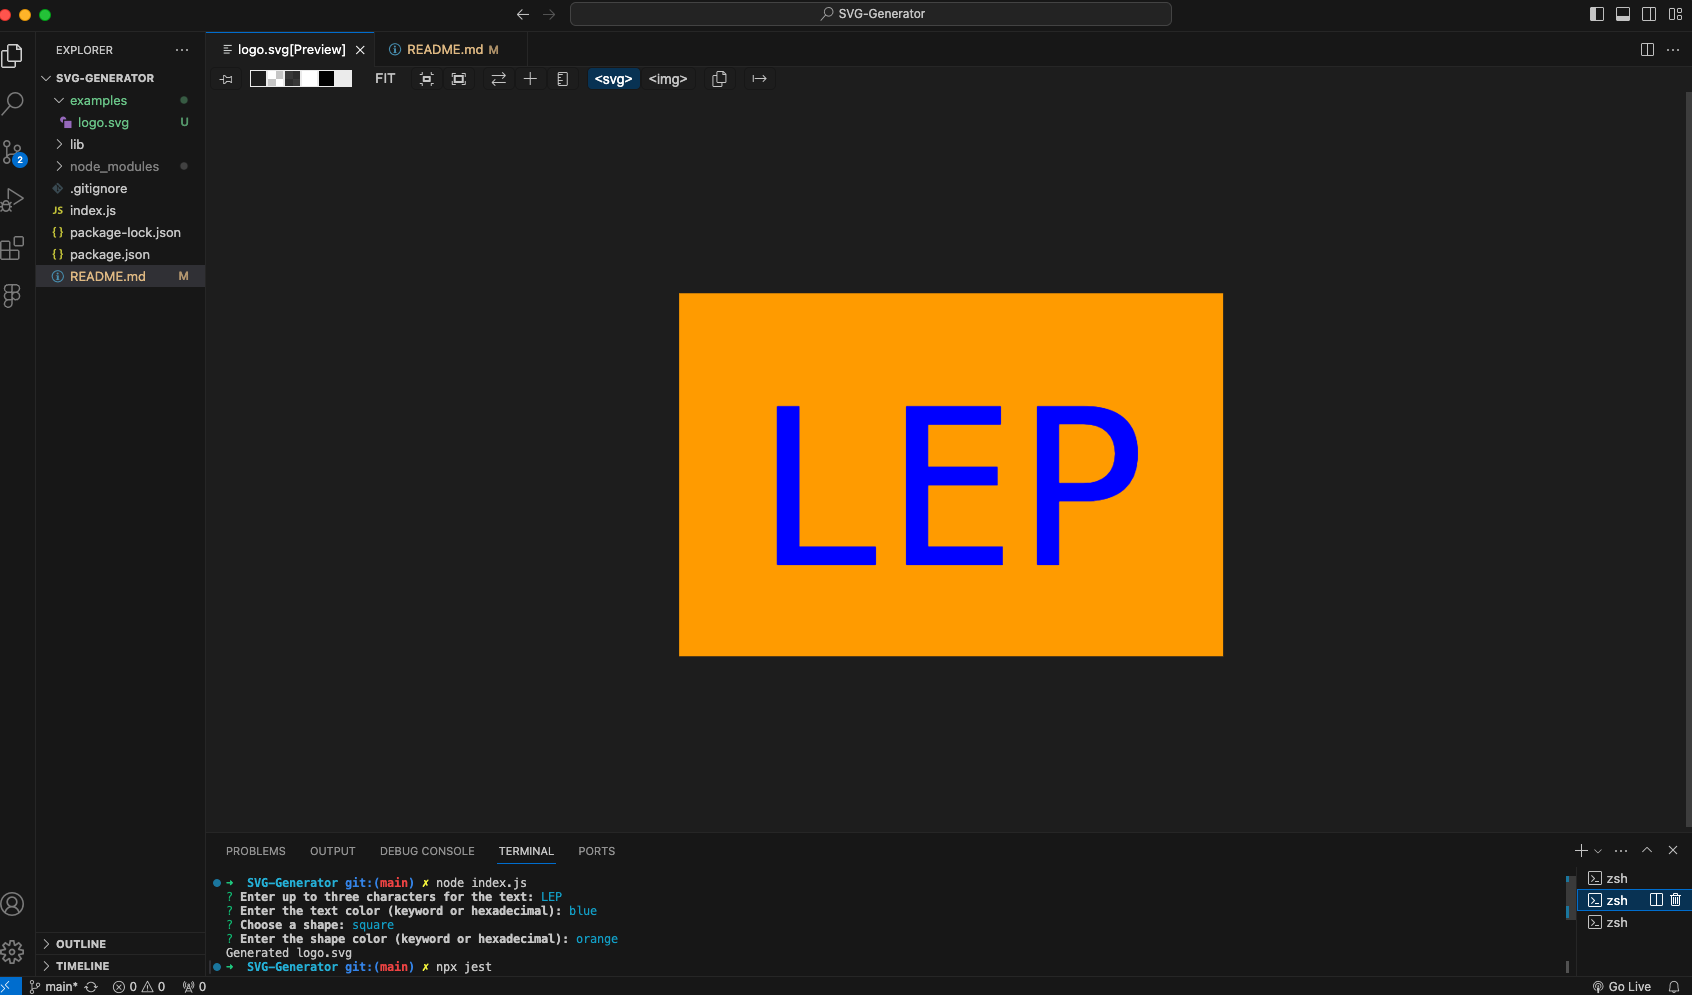 SVG-Generator
EXPLORER
SVG-GENERATOR
examples
logo.svg U
lib
node_modules
.gitignore
JS index.js
{} package-lock.json
{} package.json
README.md M
OUTLINE
TIMELINE
logo.svg[Preview]
README.md M
FIT
<svg> <img>
LEP
PROBLEMS OUTPUT DEBUG CONSOLE TERMINAL PORTS
➜ SVG-Generator git:(main) ✗ node index.js
? Enter up to three characters for the text: LEP
? Enter the text color (keyword or hexadecimal): blue
? Choose a shape: square
? Enter the shape color (keyword or hexadecimal): orange
Generated logo.svg
➜ SVG-Generator git:(main) ✗ npx jest
zsh
zsh
zsh
2
main* 0 0 0
Go Live